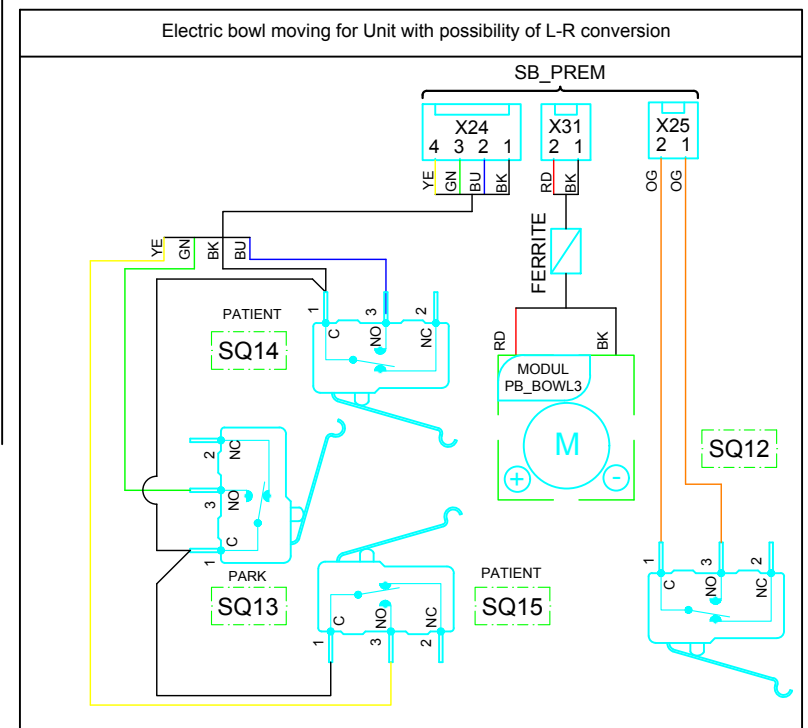 Electric bowl moving for Unit with possibility of L-R conversion
SB_PREM
X24
4 3 2 1
X31
2 1
X25
2 1
YE GN BU BK
RD BK
OG OG
YE GN BK BU
FERRITE
PATIENT
SQ14
1 3 2
C NO NC
RD BK
MODUL
PB_BOWL3
M
+ -
SQ12
2 NC
3 NO
1 C
PARK
SQ13
PATIENT
SQ15
C NO NC
1 3 2
1 3 2
C NO NC